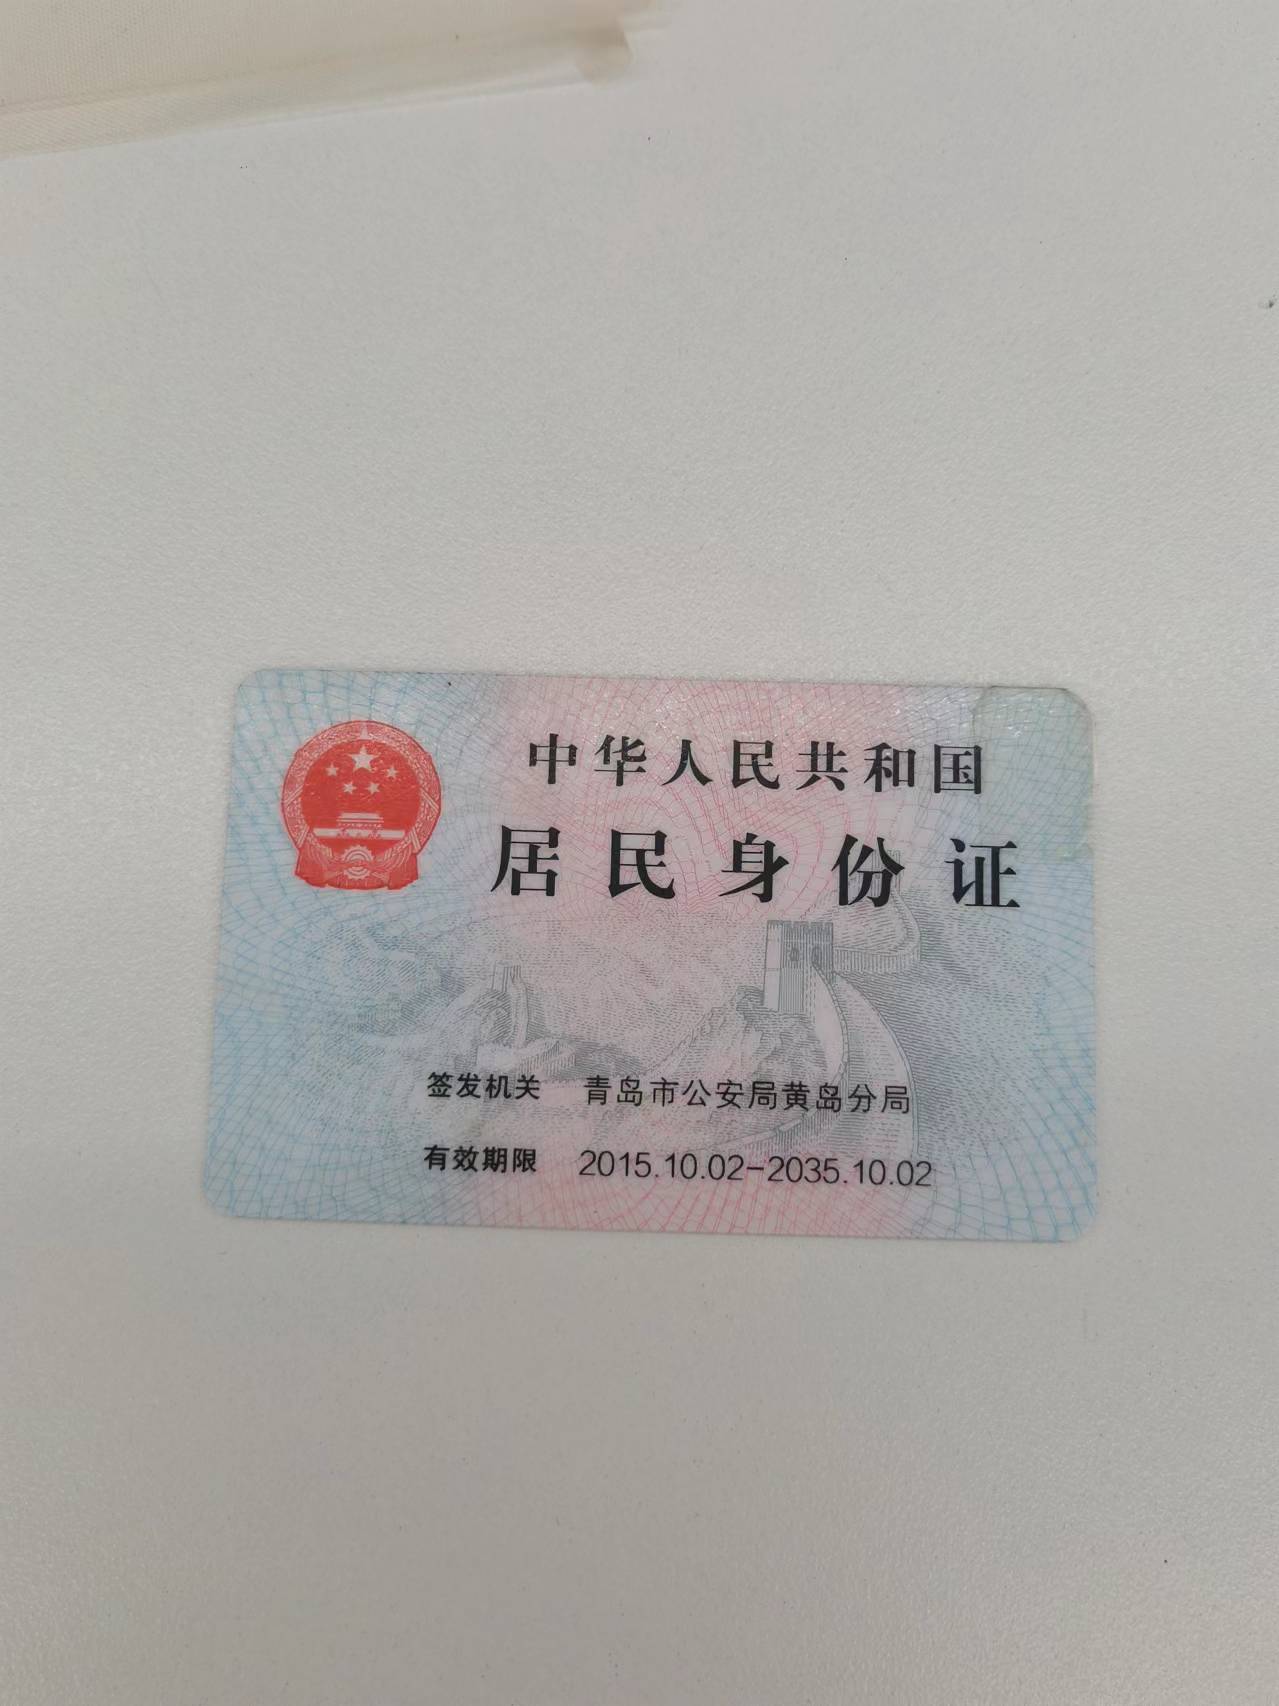 中华人民共和国
居民身份证
签发机关 青岛市公安局黄岛分局
有效期限 2015.10.02-2035.10.02